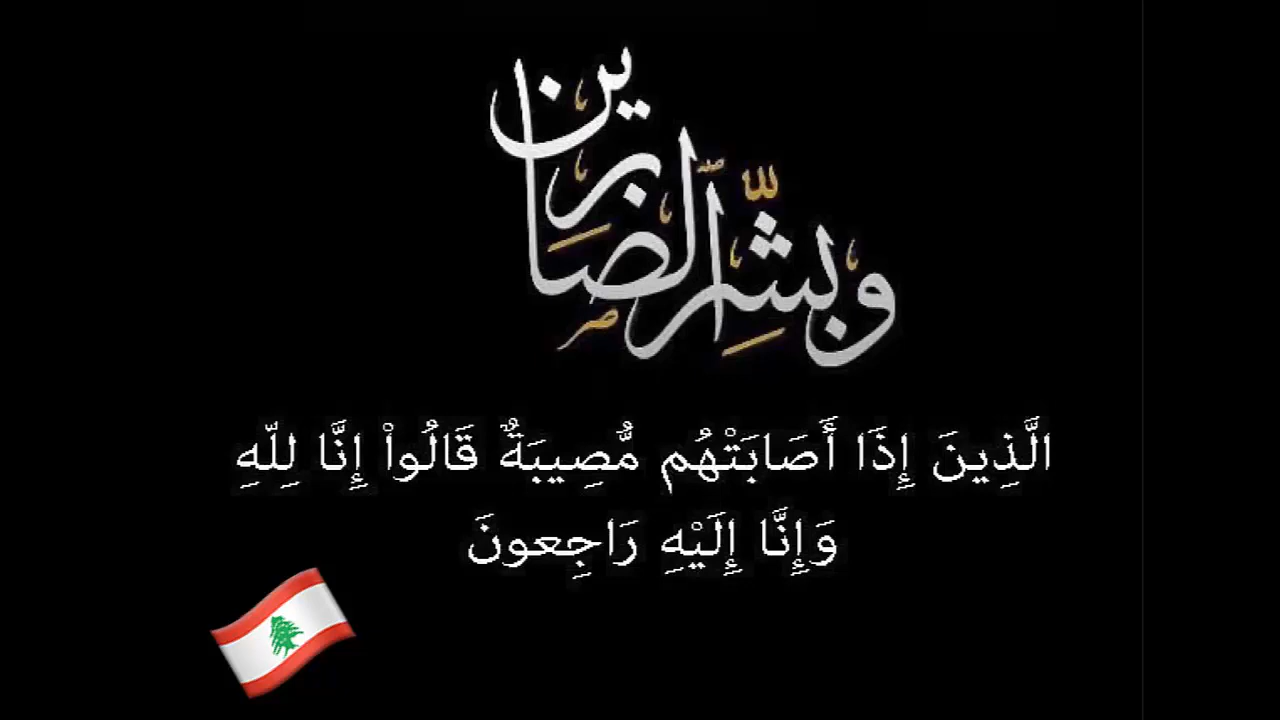 وبشر الصابرين
الَّذِينَ إِذَا أَصَابَتْهُم مُّصِيبَةٌ قَالُواْ إِنَّا لِلّهِ
وَإِنَّا إِلَيْهِ رَاجِعونَ